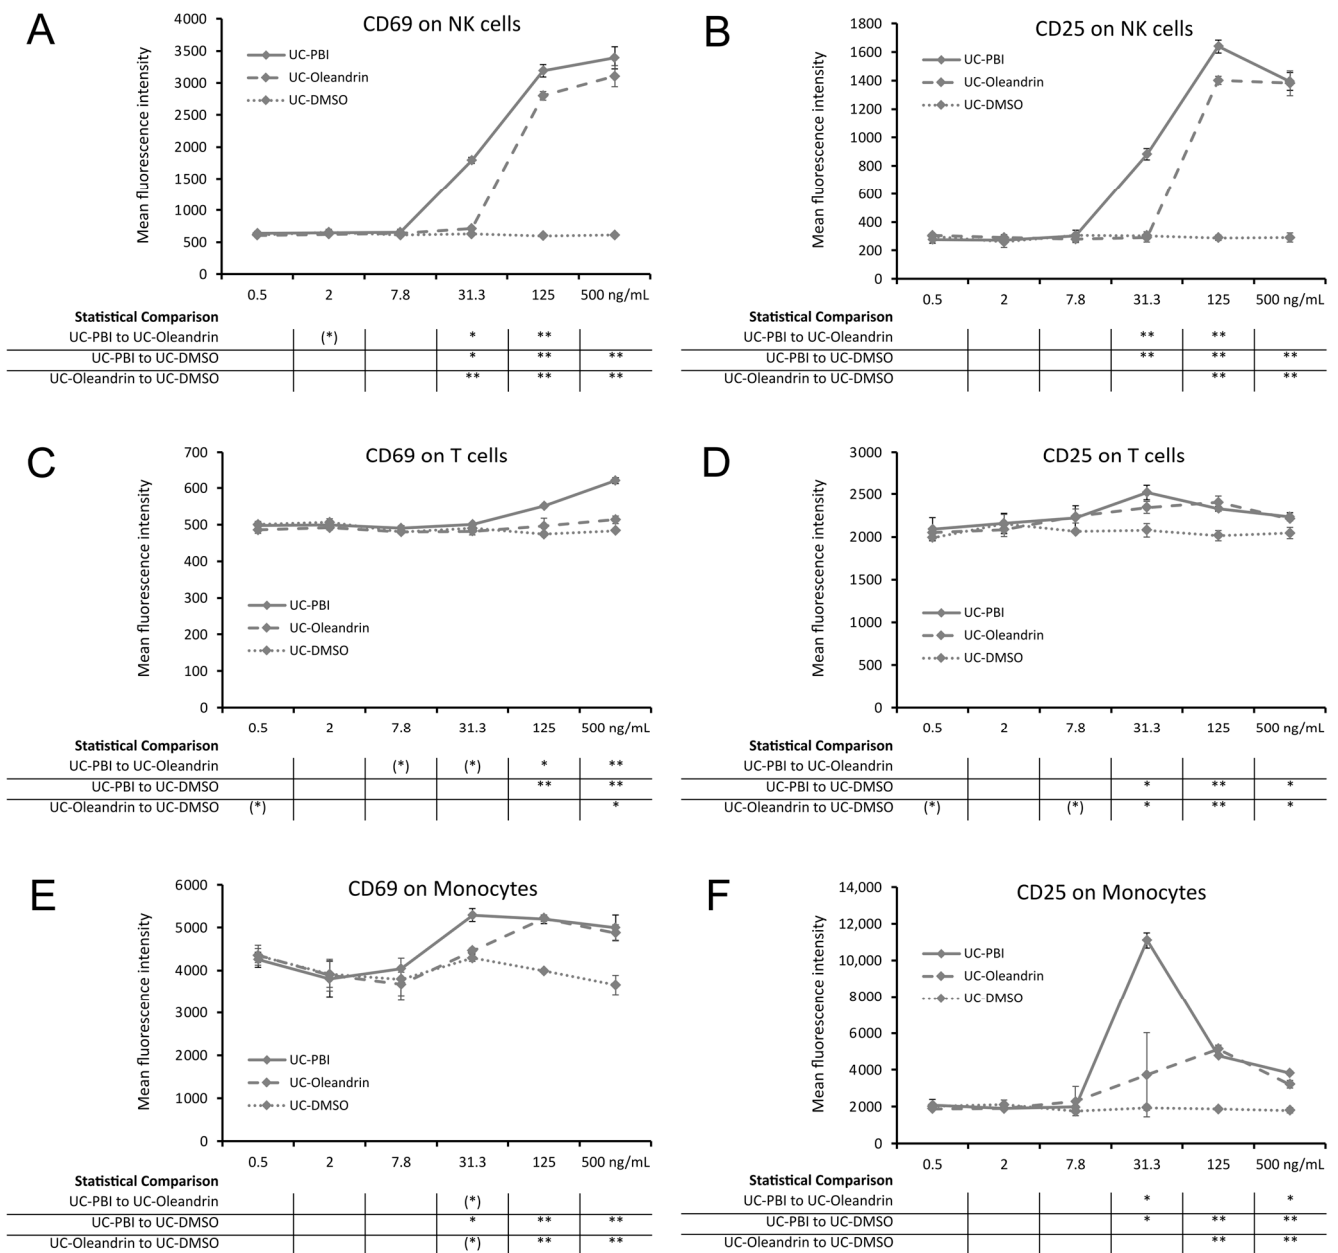 A
CD69 on NK cells
Mean fluorescence intensity
4000
3500
3000
2500
2000
1500
1000
500
0
UC-PBI
UC-Oleandrin
UC-DMSO
0.5 2 7.8 31.3 125 500 ng/mL
Statistical Comparison
UC-PBI to UC-Oleandrin (*) * **
UC-PBI to UC-DMSO * ** **
UC-Oleandrin to UC-DMSO ** ** **
B
CD25 on NK cells
Mean fluorescence intensity
1800
1600
1400
1200
1000
800
600
400
200
0
UC-PBI
UC-Oleandrin
UC-DMSO
0.5 2 7.8 31.3 125 500 ng/mL
Statistical Comparison
UC-PBI to UC-Oleandrin ** **
UC-PBI to UC-DMSO ** ** **
UC-Oleandrin to UC-DMSO ** **
C
CD69 on T cells
Mean fluorescence intensity
700
600
500
400
300
200
100
0
UC-PBI
UC-Oleandrin
UC-DMSO
0.5 2 7.8 31.3 125 500 ng/mL
Statistical Comparison
UC-PBI to UC-Oleandrin (*) (*) * **
UC-PBI to UC-DMSO ** **
UC-Oleandrin to UC-DMSO (*) *
D
CD25 on T cells
Mean fluorescence intensity
3000
2500
2000
1500
1000
500
0
UC-PBI
UC-Oleandrin
UC-DMSO
0.5 2 7.8 31.3 125 500 ng/mL
Statistical Comparison
UC-PBI to UC-Oleandrin
UC-PBI to UC-DMSO * ** *
UC-Oleandrin to UC-DMSO (*) (*) * ** *
E
CD69 on Monocytes
Mean fluorescence intensity
6000
5000
4000
3000
2000
1000
0
UC-PBI
UC-Oleandrin
UC-DMSO
0.5 2 7.8 31.3 125 500 ng/mL
Statistical Comparison
UC-PBI to UC-Oleandrin (*)
UC-PBI to UC-DMSO * ** **
UC-Oleandrin to UC-DMSO (*) ** **
F
CD25 on Monocytes
Mean fluorescence intensity
14,000
12,000
10,000
8000
6000
4000
2000
0
UC-PBI
UC-Oleandrin
UC-DMSO
0.5 2 7.8 31.3 125 500 ng/mL
Statistical Comparison
UC-PBI to UC-Oleandrin * *
UC-PBI to UC-DMSO * ** **
UC-Oleandrin to UC-DMSO ** **